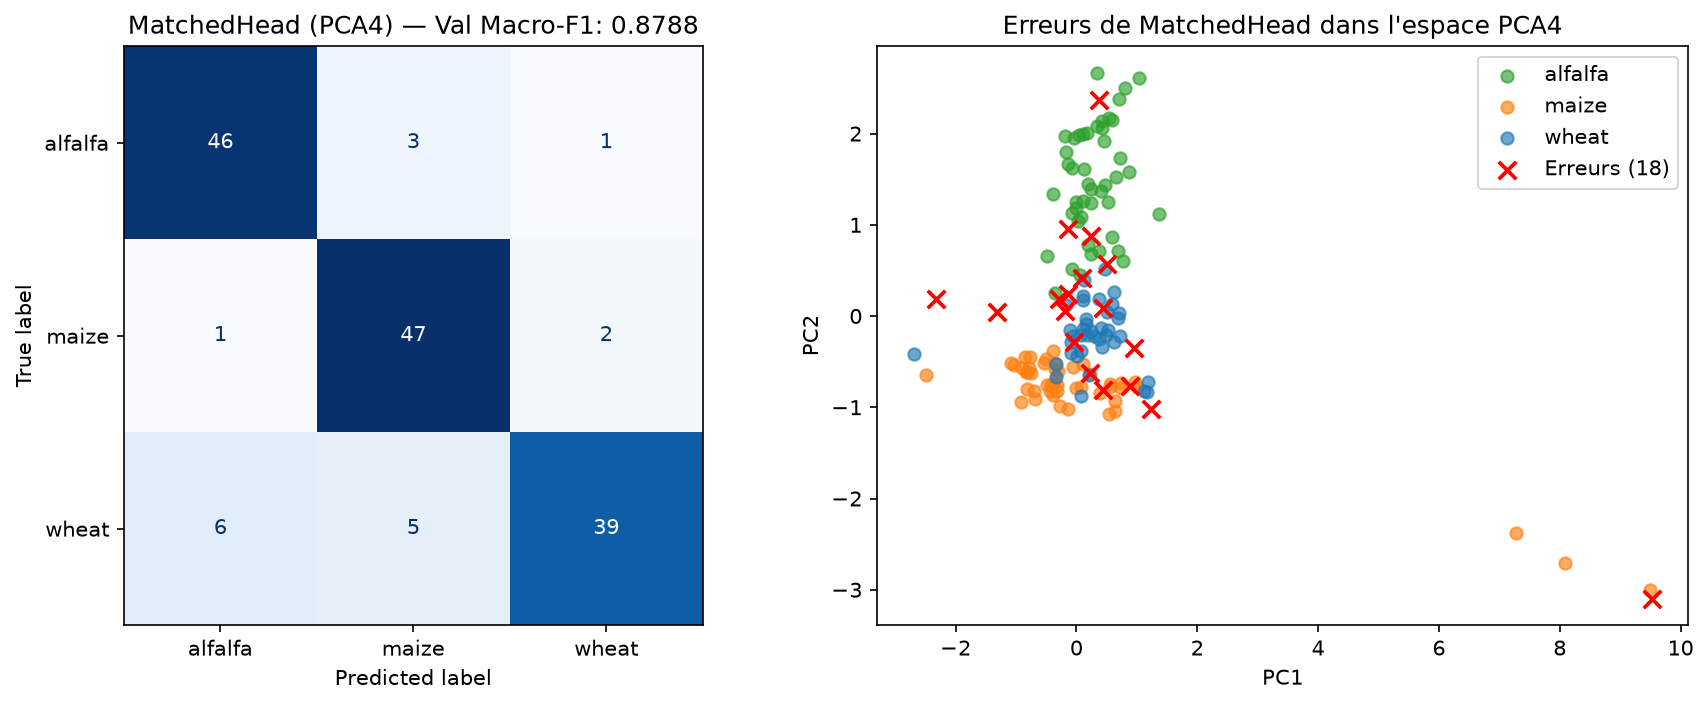 MatchedHead (PCA4) — Val Macro-F1: 0.8788
True label
alfalfa
46 3 1
maize
1 47 2
wheat
6 5 39
alfalfa maize wheat
Predicted label
Erreurs de MatchedHead dans l'espace PCA4
alfalfa
maize
wheat
Erreurs (18)
PC2
2
1
0
−1
−2
−3
−2 0 2 4 6 8 10
PC1